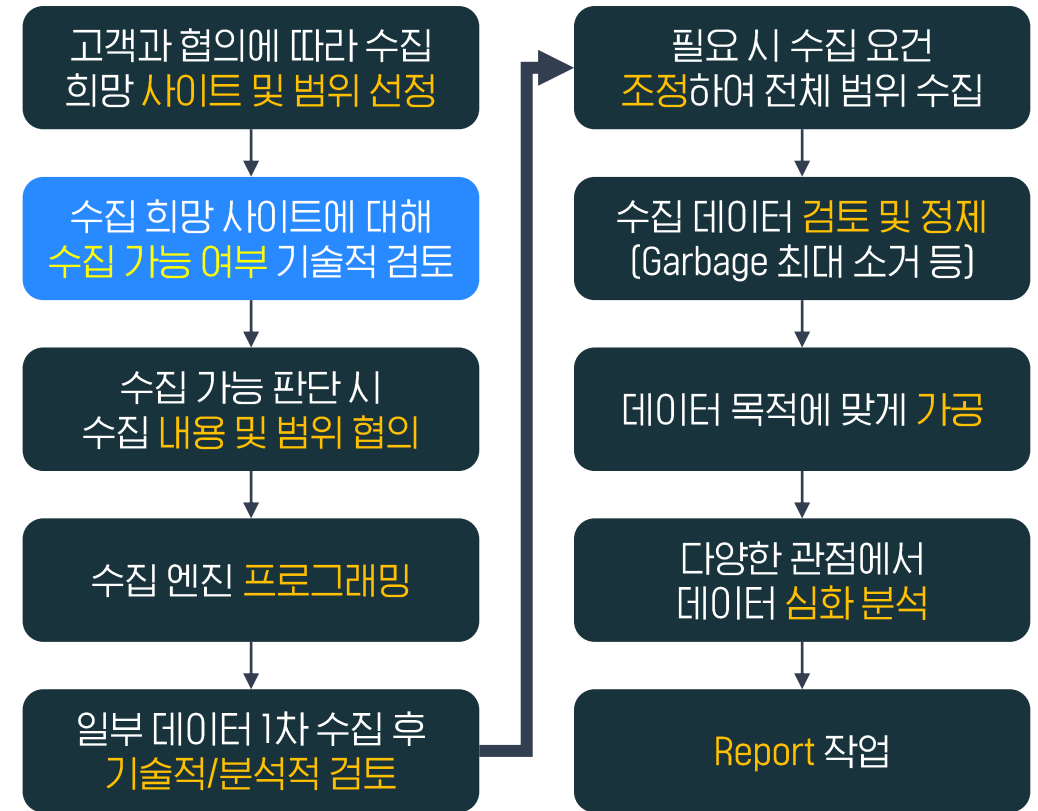 고객과 협의에 따라 수집
희망 사이트 및 범위 선정
수집 희망 사이트에 대해
수집 가능 여부 기술적 검토
수집 가능 판단 시
수집 내용 및 범위 협의
수집 엔진 프로그래밍
일부 데이터 1차 수집 후
기술적/분석적 검토
필요 시 수집 요건
조정하여 전체 범위 수집
수집 데이터 검토 및 정제
(Garbage 최대 소거 등)
데이터 목적에 맞게 가공
다양한 관점에서
데이터 심화 분석
Report 작업